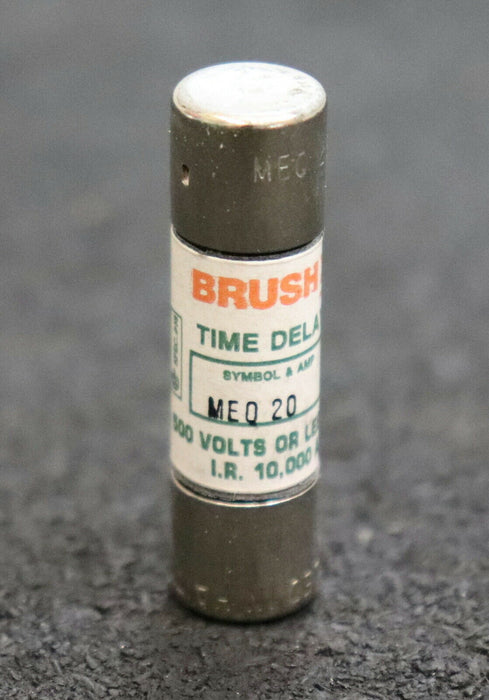 MEQ
BRUSH
TIME DELA
SYMBOL & AMP
MEQ 20
500 VOLTS OR LE
I.R. 10,000